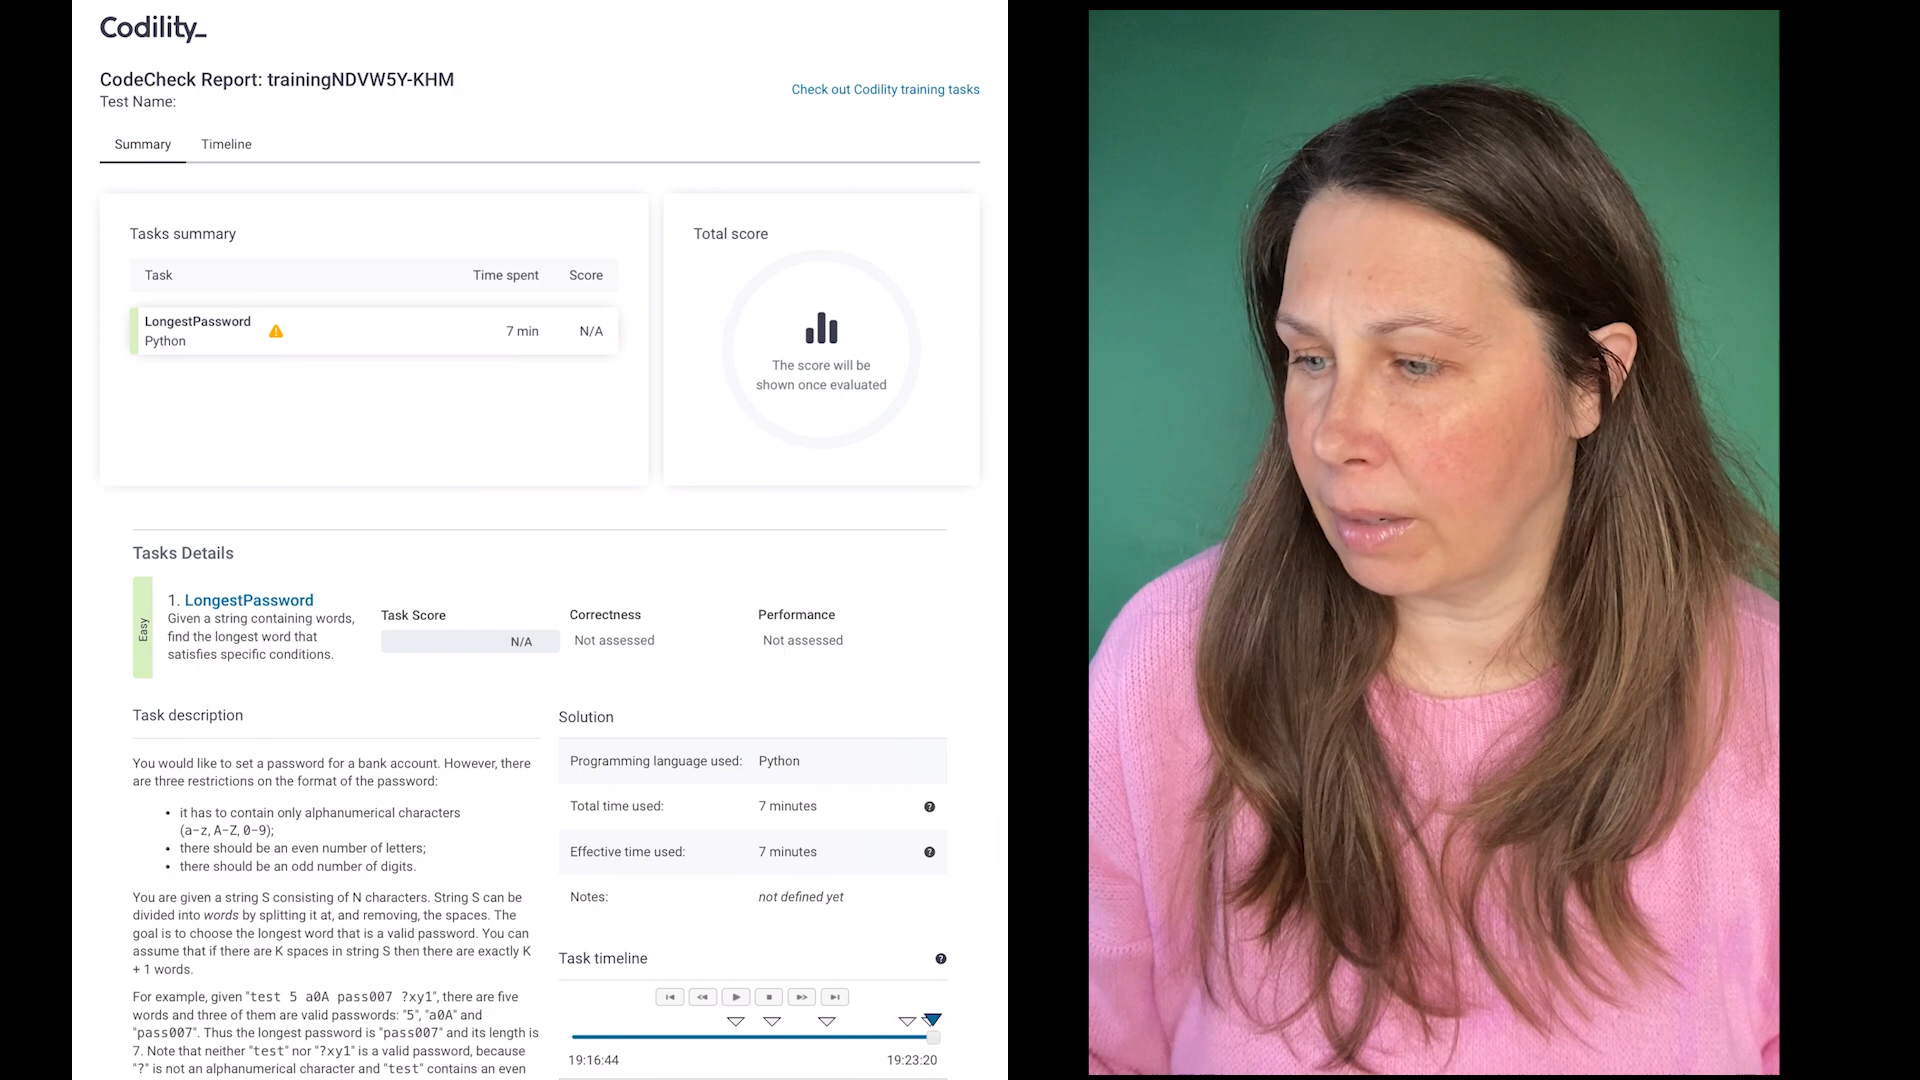 Codility_
CodeCheck Report: trainingNDVW5Y-KHM
Test Name:
Check out Codility training tasks
Summary
Timeline
Tasks summary
Task
Time spent
Score
LongestPassword
Python
7 min
N/A
Total score
The score will be
shown once evaluated
Tasks Details
Easy
1. LongestPassword
Given a string containing words,
find the longest word that
satisfies specific conditions.
Task Score
N/A
Correctness
Not assessed
Performance
Not assessed
Task description
You would like to set a password for a bank account. However, there
are three restrictions on the format of the password:
• it has to contain only alphanumerical characters
(a−z, A−Z, 0−9);
• there should be an even number of letters;
• there should be an odd number of digits.
You are given a string S consisting of N characters. String S can be
divided into words by splitting it at, and removing, the spaces. The
goal is to choose the longest word that is a valid password. You can
assume that if there are K spaces in string S then there are exactly K
+ 1 words.
For example, given "test 5 a0A pass007 ?xy1", there are five
words and three of them are valid passwords: "5", "a0A" and
"pass007". Thus the longest password is "pass007" and its length is
7. Note that neither "test" nor "?xy1" is a valid password, because
"?" is not an alphanumerical character and "test" contains an even
Solution
Programming language used: Python
Total time used: 7 minutes
Effective time used: 7 minutes
Notes: not defined yet
Task timeline
19:16:44
19:23:20